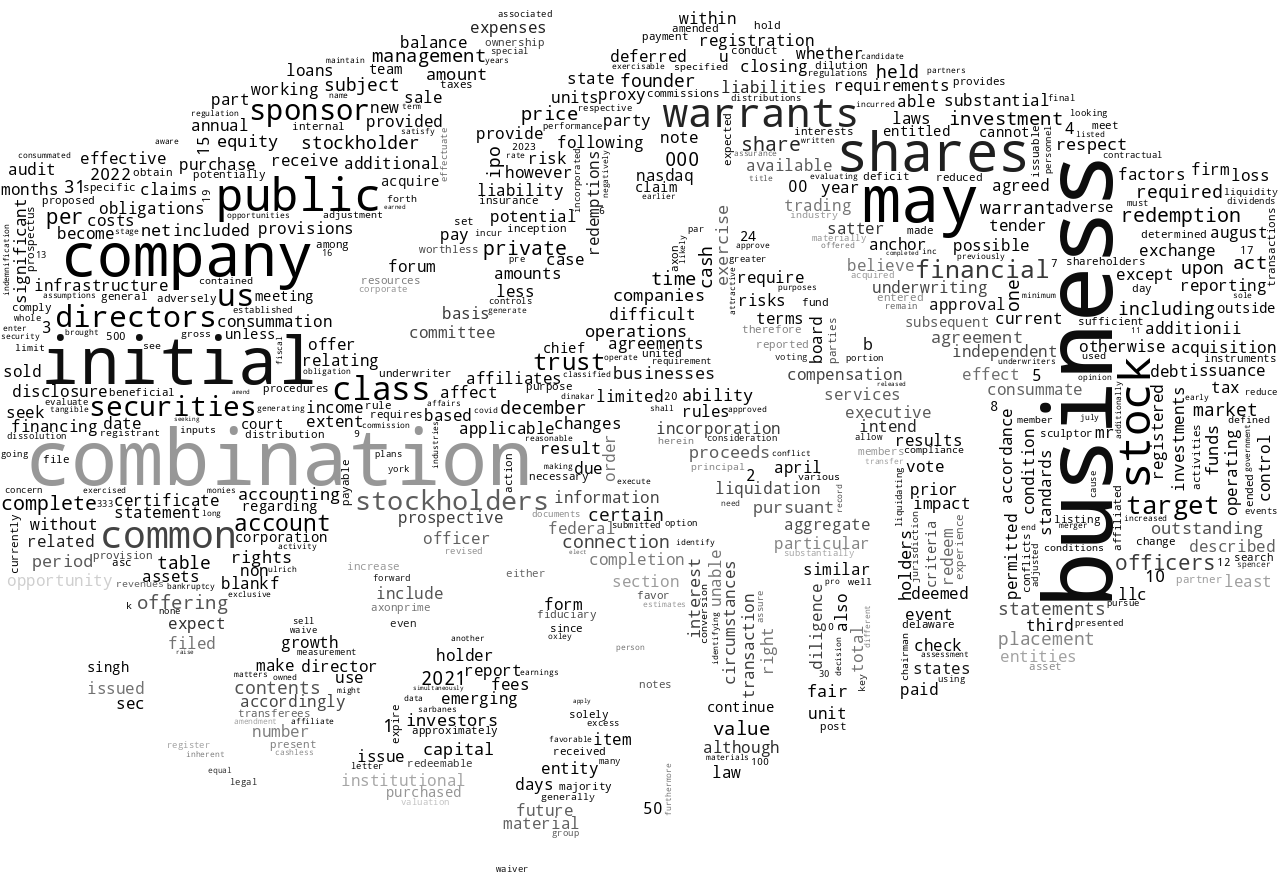 associated
expenses
ownership
special
years
balance
management
maintain
loans
team
amount
working
subject
taxes
name
part
sponsor
new
term
sale
regulation
annual
internal
provided
satisfy
15
equity
stockholder
aware
within
amended
payment
hold
registration
deferred
u
conduct
whether
candidate
exercisable
specified
closing
dilution
regulations
held
partners
state
founder
liabilities
requirements
provides
units
proxy
commissions
distributions
price
respective
warrants
incurred
able
substantial
final
performance
party
laws
investment
looking
provide
2023
following
note
expected
interests
written
entitled
cannot
4
listed
meet
ipo
rate
risk
000
share
shares
respect
however
nasdaq
assurance
available
issuable
personnel
contractual
consummated
effective
2022
obtain
purchase
potentially
receive
additional
effectuate
audit
months
31
specific
claims
19
public
acquire
forth
earned
liability
insurance
incorporated
redemptions
negatively
claim
earlier
title
00
evaluating
year
deficit
reduced
agreed
factors
firm
loss
required
liquidity
dividends
proposed
obligations
opportunities
adjustment
potential
6
trading
industry
may
warrant
adverse
must
redemption
per
costs
set
inception
exercise
satter
made
tender
determined
august
become
stage
net
included
provisions
pay
incur
private
par
24
materially
offered
anchor
completed
inc
possible
previously
exchange
17
transactions
significant
prospectus
indemnification
13
company
among
16
worthless
pre
case
likely
axon
cash
greater
approve
believe
acquired
financial
7
shareholders
except
upon
act
infrastructure
forum
resources
corporate
amounts
time
attractive
require
purposes
underwriting
one
minimum
day
reporting
assumptions
general
adversely
contained
us
meeting
less
companies
risks
fund
entered
remain
approval
sole
comply
whole
directors
established
consummation
basis
controls
generate
difficult
terms
subsequent
current
sufficient
including
outside
enter
security
3
brought
500
gross
unless
committee
operations
therefore
board
parties
agreement
11
additionii
limit
see
fiscal
offer
chief
agreements
reported
b
independent
underwriters
otherwise
acquisition
initial
relating
trust
operate
united
requirement
voting
portion
used
instruments
sold
obligation
underwriter
classified
businesses
compensation
released
effect
5
opinion
debt
issuance
disclosure
beneficial
procedures
amend
class
affiliates
purpose
dinakar
limited
20
ability
services
consummate
stock
tax
reduce
seek
evaluate
tangible
securities
generating
income
rule
affect
affairs
december
shall
rules
approved
executive
8
july
additionally
early
market
financing
date
seeking
court
extent
requires
based
covid
applicable
changes
incorporation
intend
member
sculptor
mr
registered
investments
defined
dissolution
registrant
inputs
distribution
9
commission
industries
reasonable
result
order
herein
consideration
proceeds
conflict
allow
results
compliance
business
activities
funds
government
going
combination
file
plans
york
making
necessary
due
principal
april
members
transfer
vote
accordance
condition
standards
cause
operating
ended
events
concern
exercised
monies
payable
action
execute
2
various
prior
complete
333
certificate
accounting
stockholders
information
need
liquidation
record
liquidating
impact
permitted
target
currently
without
statement
long
regarding
account
documents
certain
pursuant
listing
merger
increased
related
common
corporation
prospective
federal
submitted
option
aggregate
holders
jurisdiction
criteria
redeem
experience
conflicts
end
adjusted
affiliated
change
outstanding
period
provision
asc
table
activity
rights
officer
revised
connection
identify
particular
substantially
conditions
described
opportunity
revenues
assets
bankruptcy
non
ulrich
increase
elect
completion
similar
officers
12
search
spencer
blankf
exclusive
forward
either
section
interest
conversion
unable
pro
well
10
partner
least
k
none
offering
include
axonprime
favor
estimates
identifying
circumstances
assure
diligence
also
different
deemed
llc
pursue
expect
sell
waive
even
form
fiduciary
since
oxley
person
transaction
right
decision
total
event
delaware
statements
third
presented
filed
raise
growth
measurement
another
chairman
check
assessment
placement
singh
make
matters
owned
director
holder
report
earnings
30
key
states
using
entities
asset
issued
contents
use
might
2021
simultaneously
fees
notes
fair
paid
sec
accordingly
data
sarbanes
emerging
apply
continue
unit
post
transferees
amendment
affiliate
1
expire
investors
approximately
solely
excess
value
number
favorable
item
register
inherent
present
cashless
issue
letter
capital
redeemable
received
many
although
materials
100
equal
legal
institutional
purchased
valuation
entity
days
majority
generally
law
future
material
group
50
furthermore
waiver